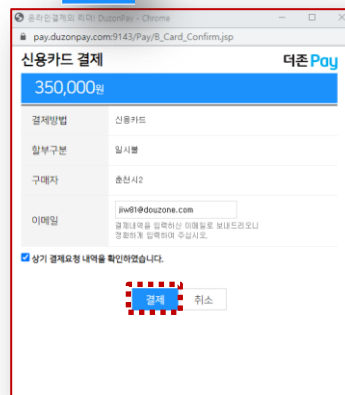 온라인결제의 리더! DuzonPay - Chrome
pay.duzonpay.com:9143/Pay/B_Card_Confirm.jsp
신용카드 결제
더존 Pay
350,000원
결제방법 신용카드
할부구분 일시불
구매자 춘천시2
이메일 jiw81@douzone.com
결제내역을 입력하신 이메일로 보내드리오니
정확하게 입력하여 주십시오.
상기 결제요청 내역을 확인하였습니다.
결제 취소